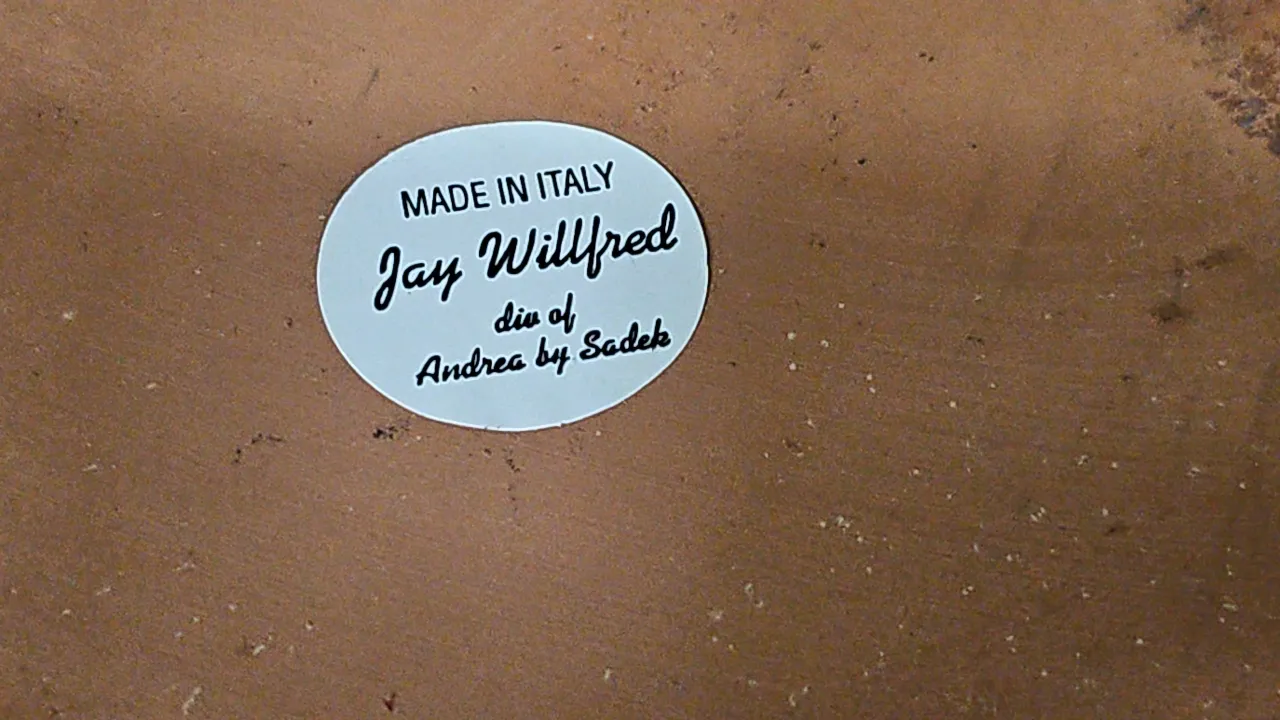 MADE IN ITALY
Jay Willfred
div of
Andrea by Sadek